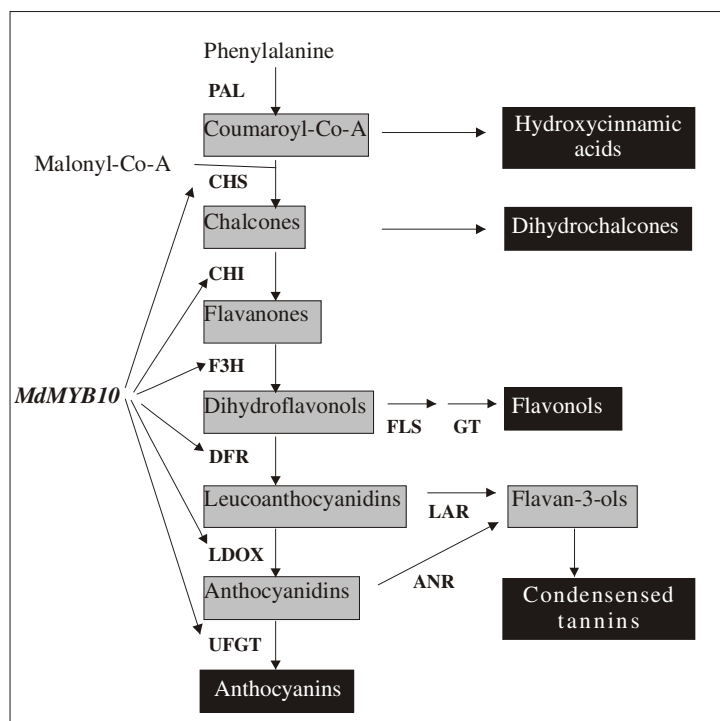 Phenylalanine
PAL
Coumaroyl-Co-A
Hydroxycinnamic
acids
Malonyl-Co-A
CHS
Chalcones
Dihydrochalcones
CHI
Flavanones
F3H
MdMYB10
Dihydroflavonols
FLS
GT
Flavonols
DFR
Leucoanthocyanidins
LAR
Flavan-3-ols
LDOX
ANR
Anthocyanidins
Condensensed
tannins
UFGT
Anthocyanins